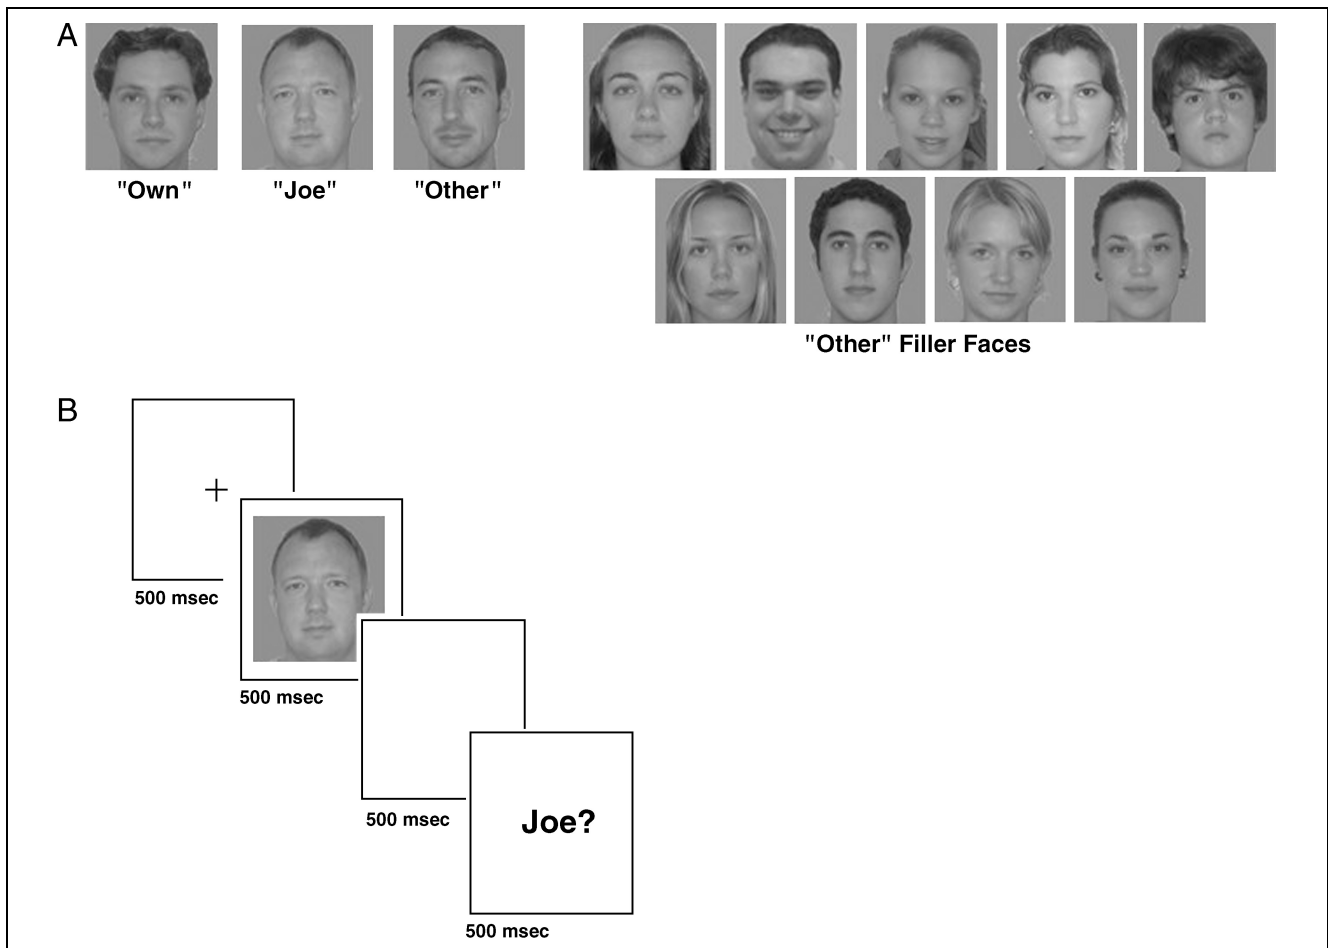 A
"Own" "Joe" "Other"
"Other" Filler Faces
B
500 msec
500 msec
500 msec
Joe?
500 msec